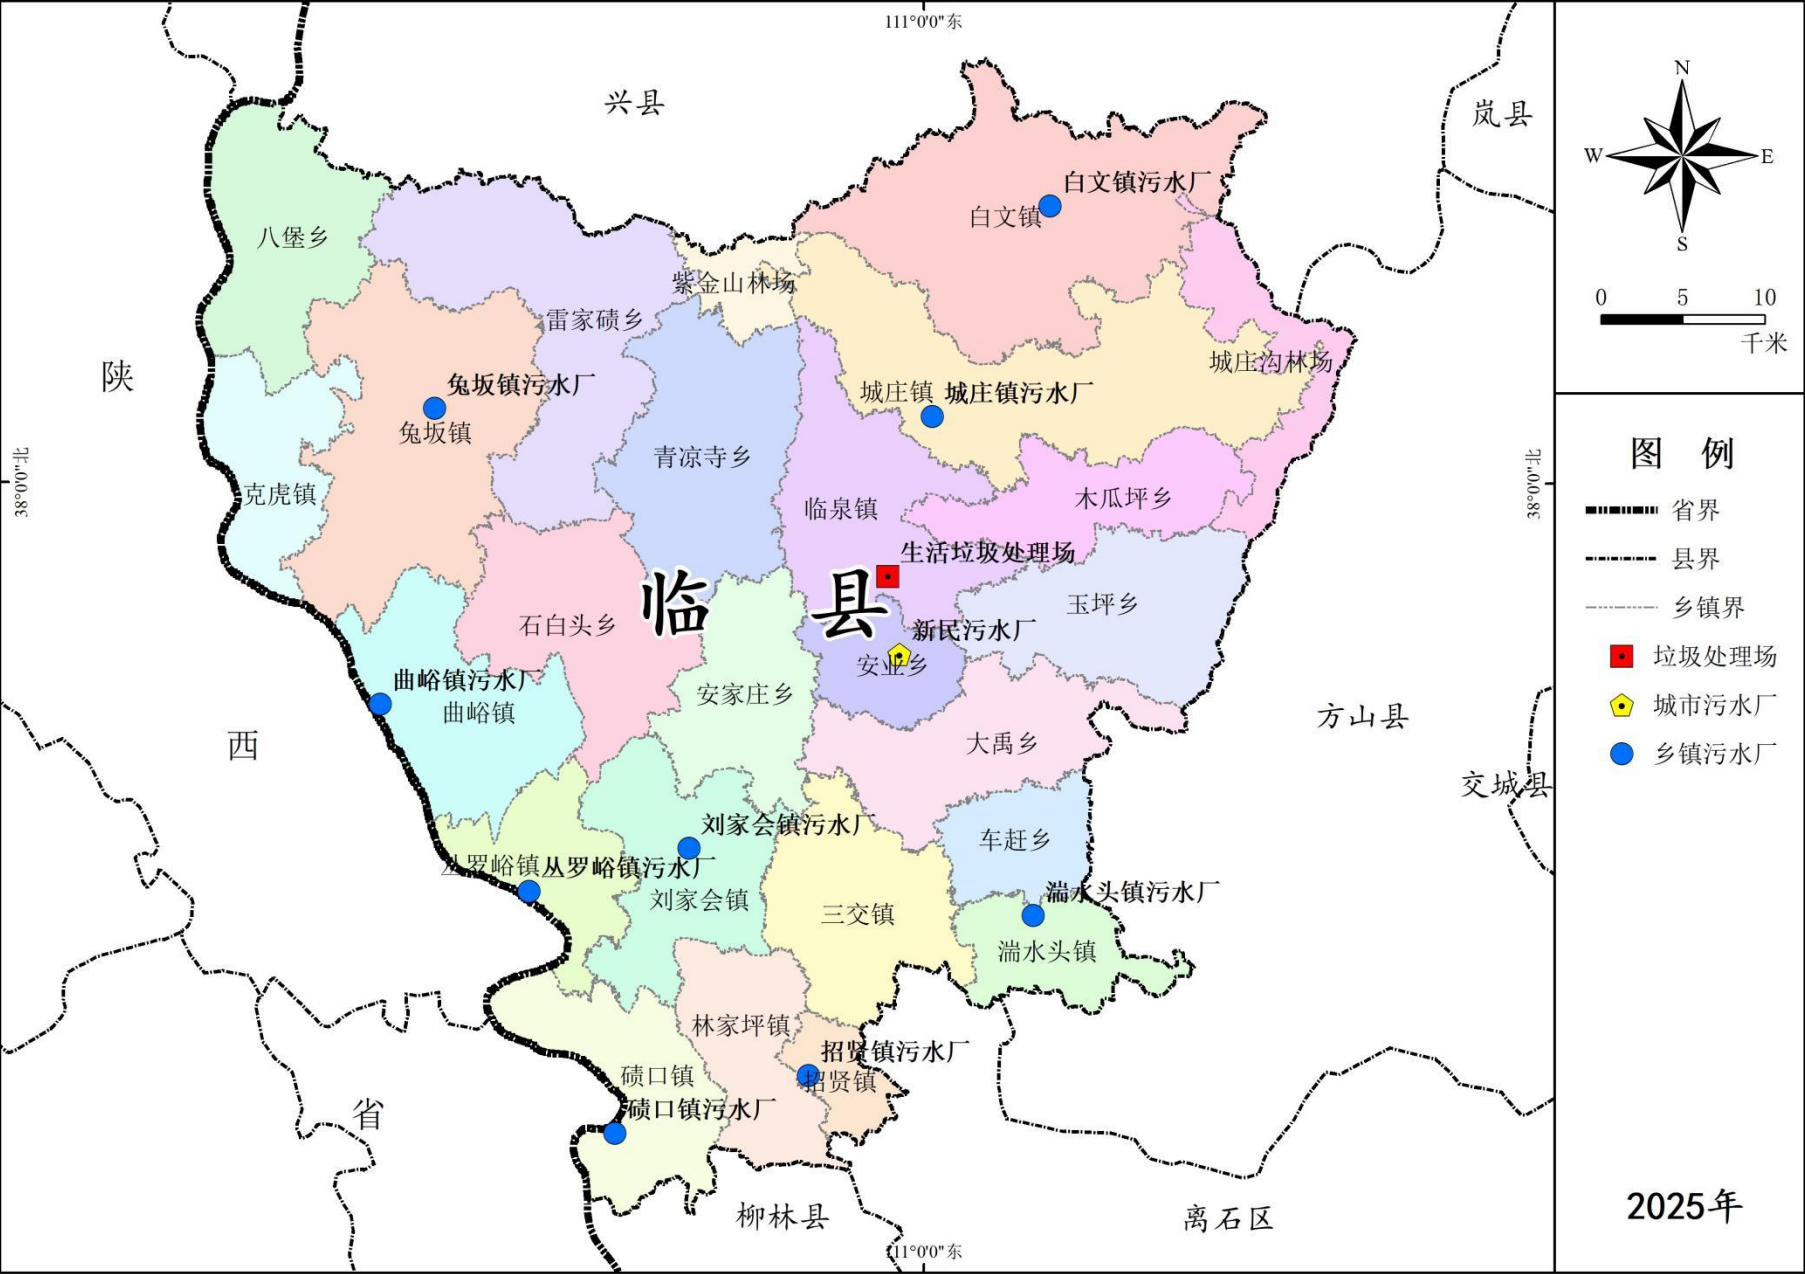 111°0'0"东
兴县
岚县
N
W
E
S
0 5 10
千米
白文镇污水厂
白文镇
八堡乡
紫金山林场
雷家碛乡
城庄沟林场
陕
兔坂镇污水厂
兔坂镇
城庄镇
城庄镇污水厂
青凉寺乡
38°0'0"北
38°0'0"北
克虎镇
临泉镇
木瓜坪乡
生活垃圾处理场
临县
石白头乡
玉坪乡
新民污水厂
安业乡
曲峪镇污水厂
曲峪镇
安家庄乡
西
大禹乡
方山县
交城县
刘家会镇污水厂
车赶乡
丛罗峪镇
丛罗峪镇污水厂
刘家会镇
三交镇
湍水头镇污水厂
湍水头镇
林家坪镇
招贤镇污水厂
招贤镇
碛口镇
碛口镇污水厂
省
柳林县
离石区
111°0'0"东
图 例
省界
县界
乡镇界
垃圾处理场
城市污水厂
乡镇污水厂
2025年